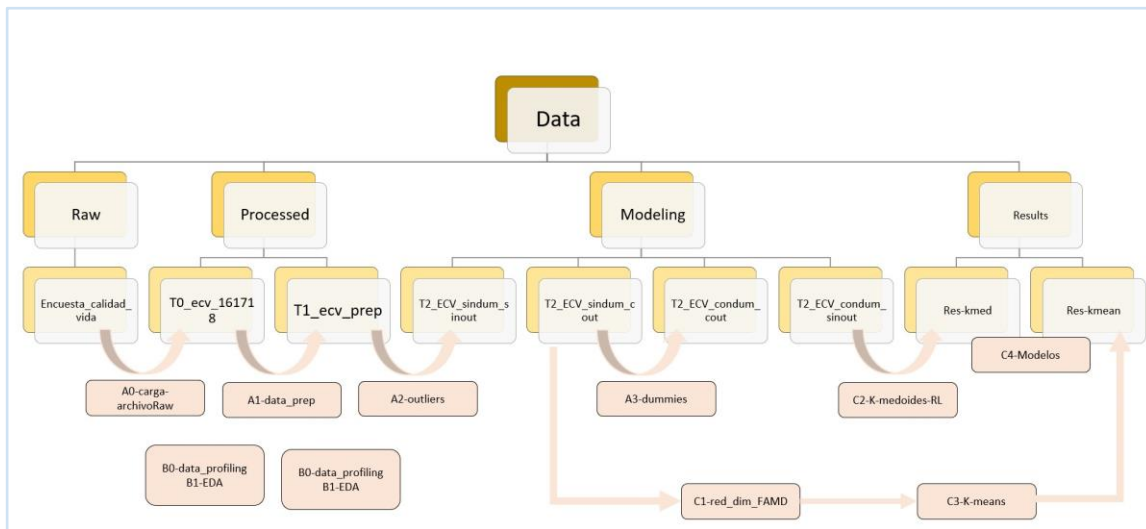 Data
Raw
Processed
Modeling
Results
Encuesta_calidad_
vida
T0_ecv_16171
8
T1_ecv_prep
T2_ECV_sindum_s
inout
T2_ECV_sindum_c
out
T2_ECV_condum_
cout
T2_ECV_condum_
sinout
Res-kmed
Res-kmean
C4-Modelos
A0-carga-
archivoRaw
A1-data_prep
A2-outliers
A3-dummies
C2-K-medoides-RL
B0-data_profiling
B1-EDA
B0-data_profiling
B1-EDA
C1-red_dim_FAMD
C3-K-means